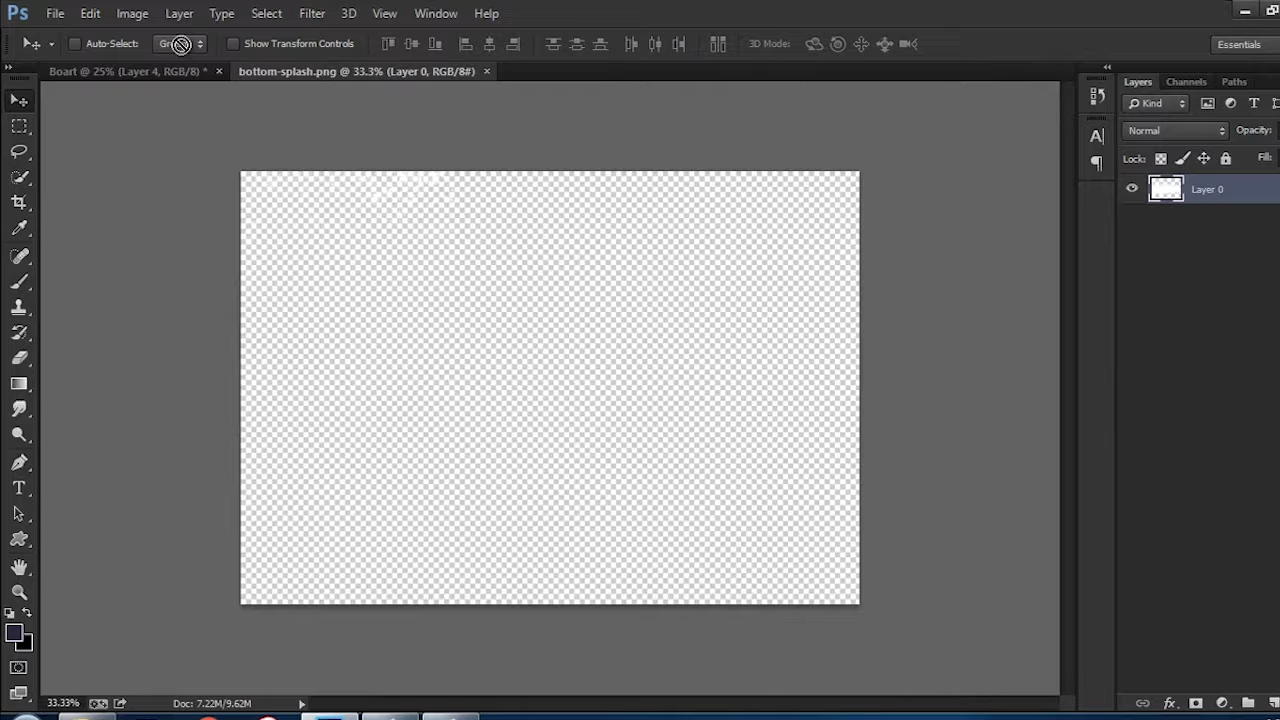 Ps File Edit Image Layer Type Select Filter 3D View Window Help
Auto-Select: Show Transform Controls 3D Mode: Essentials
Boart @ 25% (Layer 4, RGB/8) * × bottom-splash.png @ 33.3% (Layer 0, RGB/8#) ×
Layers Channels Paths
Kind
Normal Opacity:
Lock: Fill:
Layer 0
33.33% Doc: 7.22M/9.62M